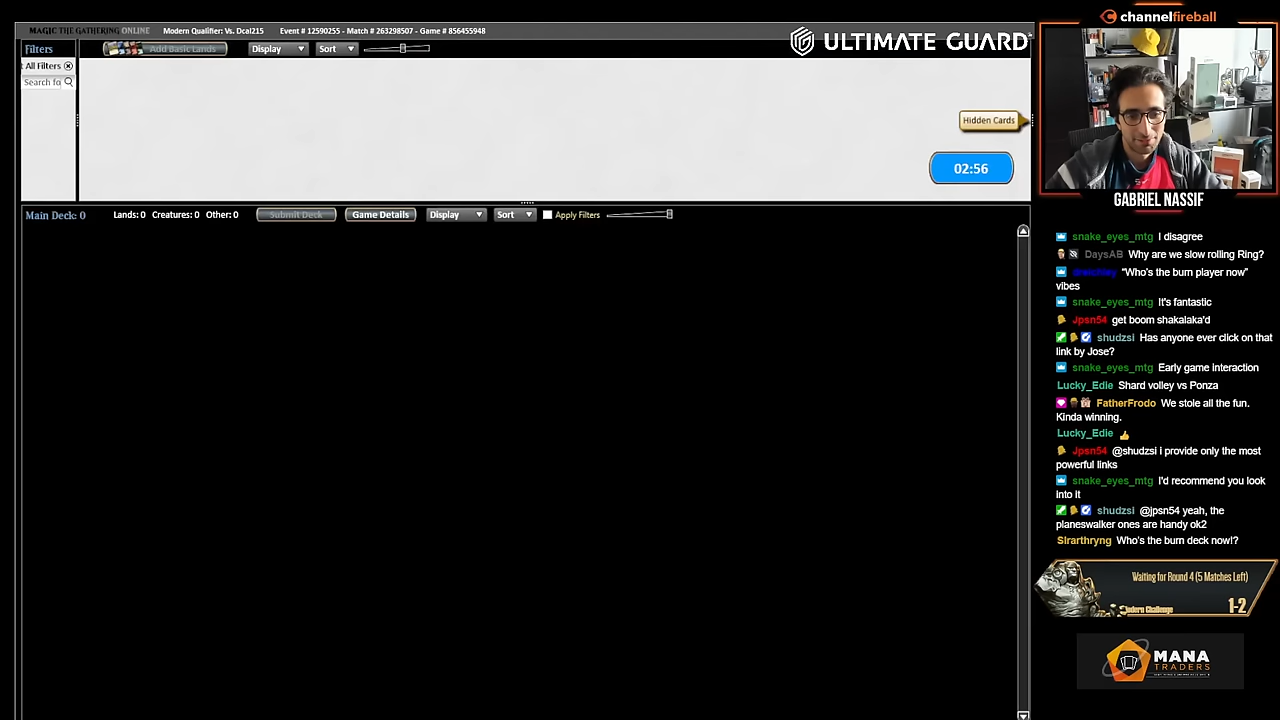 MAGIC THE GATHERING ONLINE Modern Qualifier: Vs. Dcal215 Event # 12590255 - Match # 263298507 - Game # 856455948
Filters
Add Basic Lands
Display
Sort
All Filters
Search fo
ULTIMATE GUARD
Hidden Cards
02:56
Main Deck: 0
Lands: 0 Creatures: 0 Other: 0
Submit Deck
Game Details
Display
Sort
Apply Filters
channelfireball
GABRIEL NASSIF
snake_eyes_mtg I disagree
DaysAB Why are we slow rolling Ring?
"Who's the burn player now"
vibes
snake_eyes_mtg It's fantastic
Jpsn54 get boom shakalaka'd
shudzsi Has anyone ever click on that
link by Jose?
snake_eyes_mtg Early game interaction
Lucky_Edie Shard volley vs Ponza
FatherFrodo We stole all the fun.
Kinda winning.
Lucky_Edie
Jpsn54 @shudzsi i provide only the most
powerful links
snake_eyes_mtg I'd recommend you look
into it
shudzsi @jpsn54 yeah, the
planeswalker ones are handy ok2
Slrarthryng Who's the burn deck now!?
Waiting for Round 4 (5 Matches Left)
Modern Challenge
1-2
MANA
TRADERS